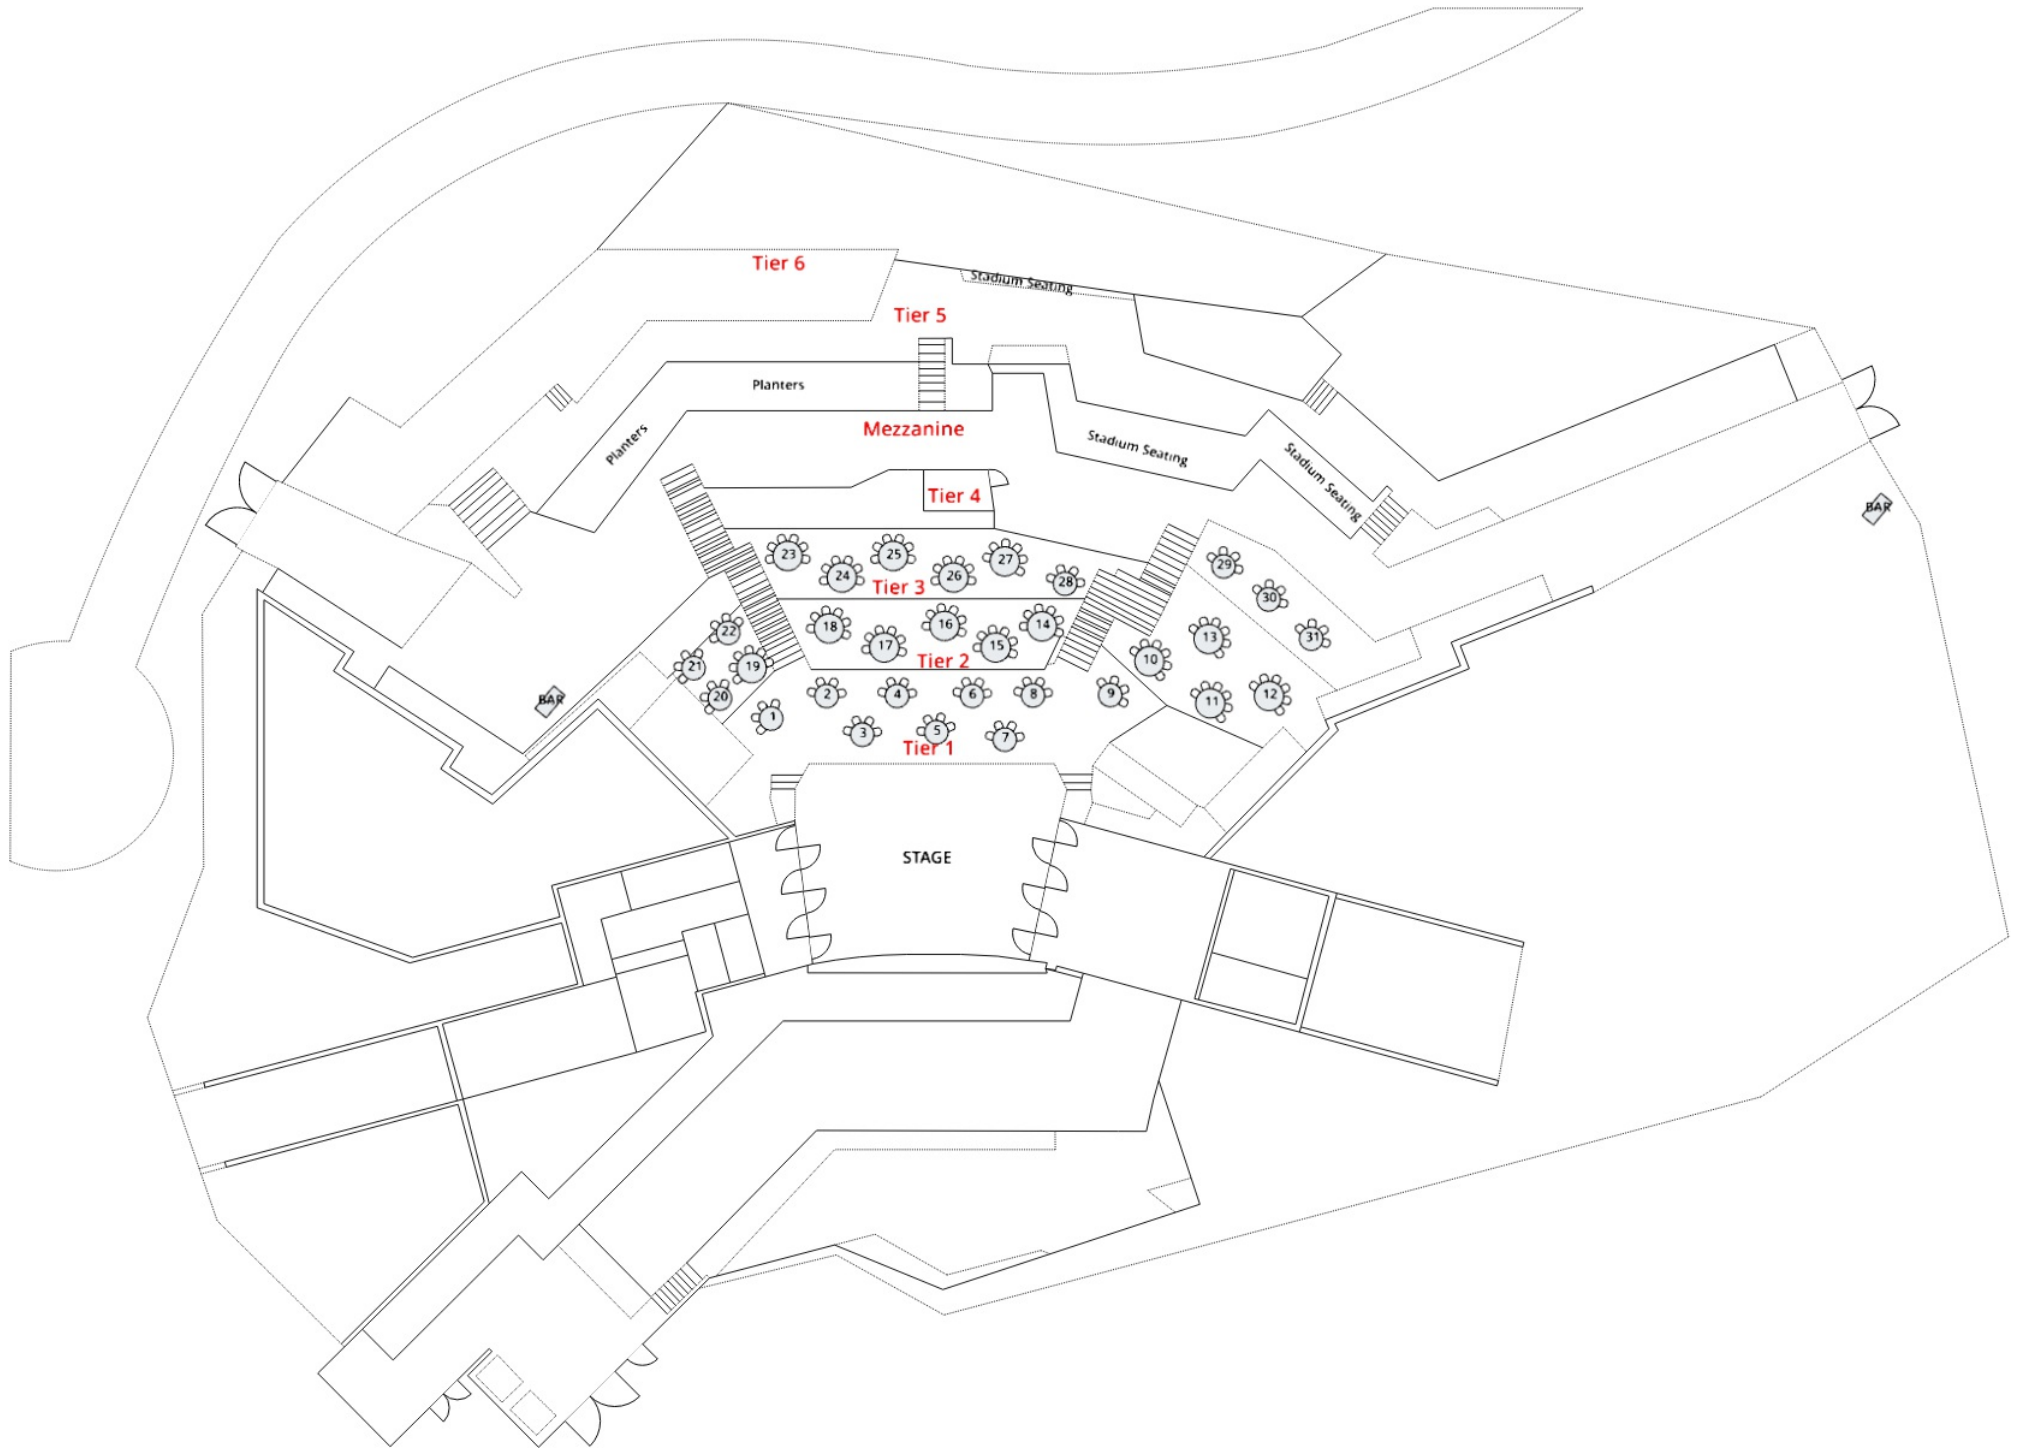 Tier 6
Stadium Seating
Tier 5
Planters
Mezzanine
Planters
Stadium Seating
Stadium Seating
Tier 4
BAR
23
25
27
24
26
28
29
Tier 3
30
22
18
16
14
13
31
17
15
21
19
Tier 2
10
20
2
4
6
8
9
11
12
BAR
1
3
5
7
Tier 1
STAGE